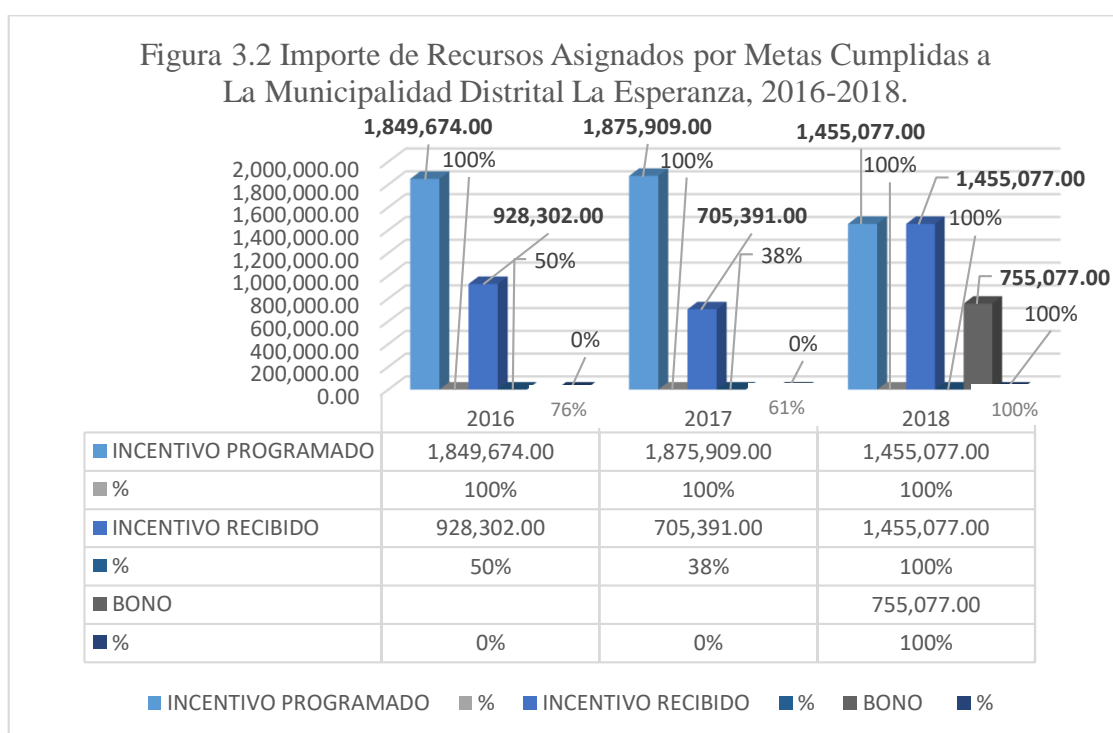 Figura 3.2 Importe de Recursos Asignados por Metas Cumplidas a
La Municipalidad Distrital La Esperanza, 2016-2018.
1,849,674.00 1,875,909.00 1,455,077.00
100% 100% 100%
2,000,000.00
1,800,000.00
1,600,000.00
1,400,000.00
1,200,000.00
1,000,000.00
800,000.00
600,000.00
400,000.00
200,000.00
0.00
928,302.00
50%
0%
705,391.00
38%
0%
1,455,077.00
100%
755,077.00
100%
76% 61% 100%
2016 2017 2018
INCENTIVO PROGRAMADO 1,849,674.00 1,875,909.00 1,455,077.00
% 100% 100% 100%
INCENTIVO RECIBIDO 928,302.00 705,391.00 1,455,077.00
% 50% 38% 100%
BONO 755,077.00
% 0% 0% 100%
INCENTIVO PROGRAMADO % INCENTIVO RECIBIDO % BONO %